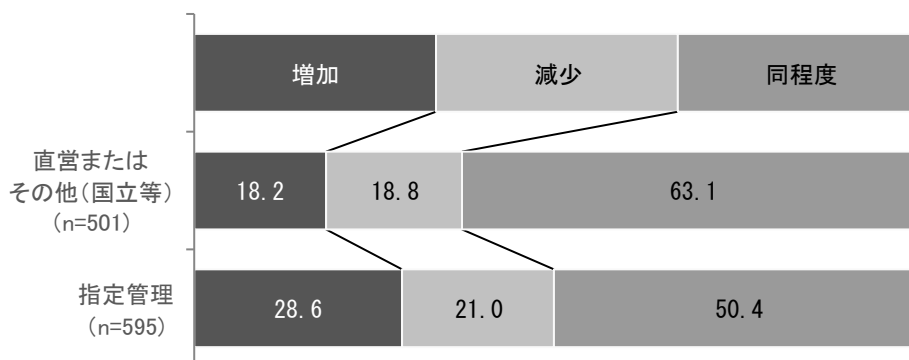 増加 減少 同程度
直営または
その他(国立等)
(n=501)
18.2 18.8 63.1
指定管理
(n=595)
28.6 21.0 50.4